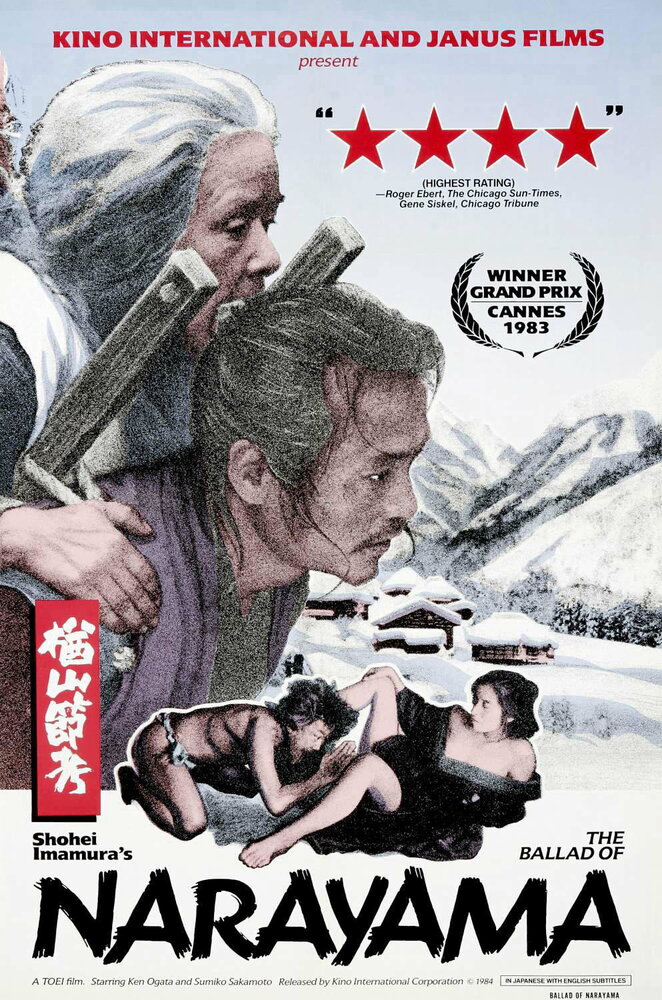 KINO INTERNATIONAL AND JANUS FILMS
present
“ ”
(HIGHEST RATING)
—Roger Ebert, The Chicago Sun-Times,
Gene Siskel, Chicago Tribune
WINNER
GRAND PRIX
CANNES
1983
楢山節考
Shohei
Imamura's
THE
BALLAD OF
NARAYAMA
A TOEI film. Starring Ken Ogata and Sumiko Sakamoto Released by Kino International Corporation © 1984
IN JAPANESE WITH ENGLISH SUBTITLES
BALLAD OF NARAYAMA